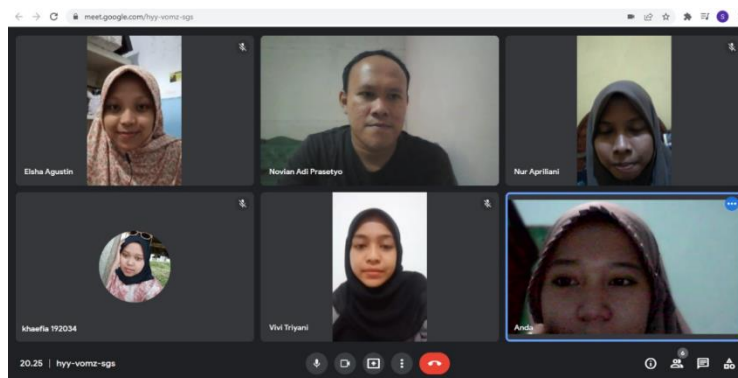 meet.google.com/hyy-vomz-sgs
S
Elsha Agustin
Novian Adi Prasetyo
Nur Apriliani
khaefia 192034
Vivi Triyani
Anda
20.25 | hyy-vomz-sgs
6